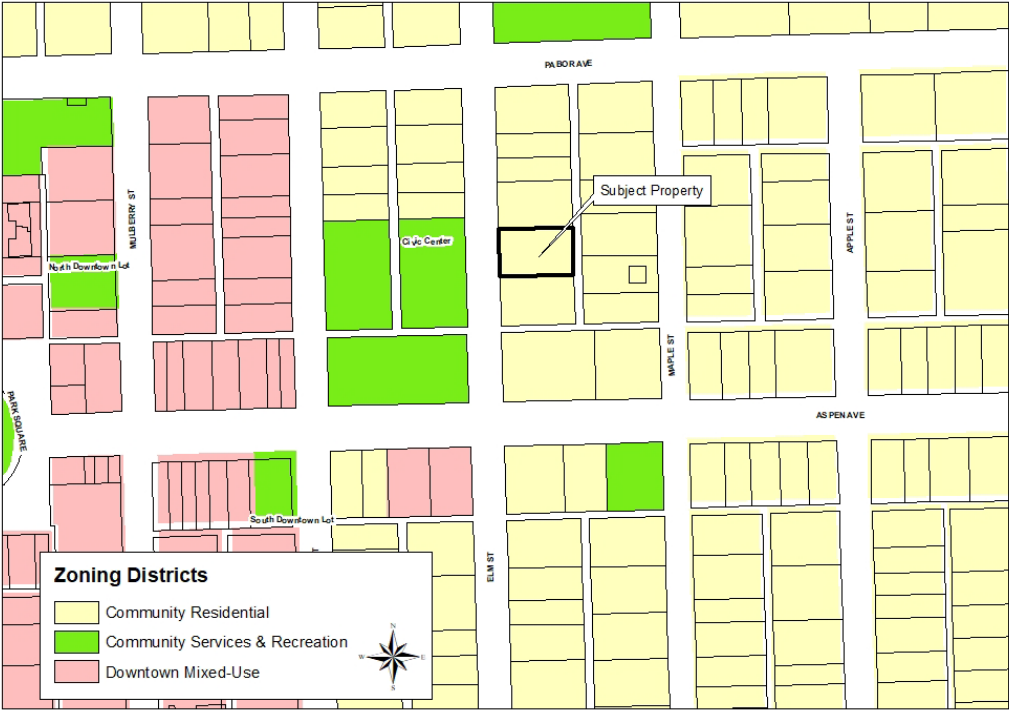 PABOR AVE
Subject Property
MULBERRY ST
Civic Center
APPLE ST
North Downtown Lot
MAPLE ST
PARK SQUARE
ASPEN AVE
South Downtown Lot
ELM ST
Zoning Districts
Community Residential
Community Services & Recreation
Downtown Mixed-Use
N
W
E
S